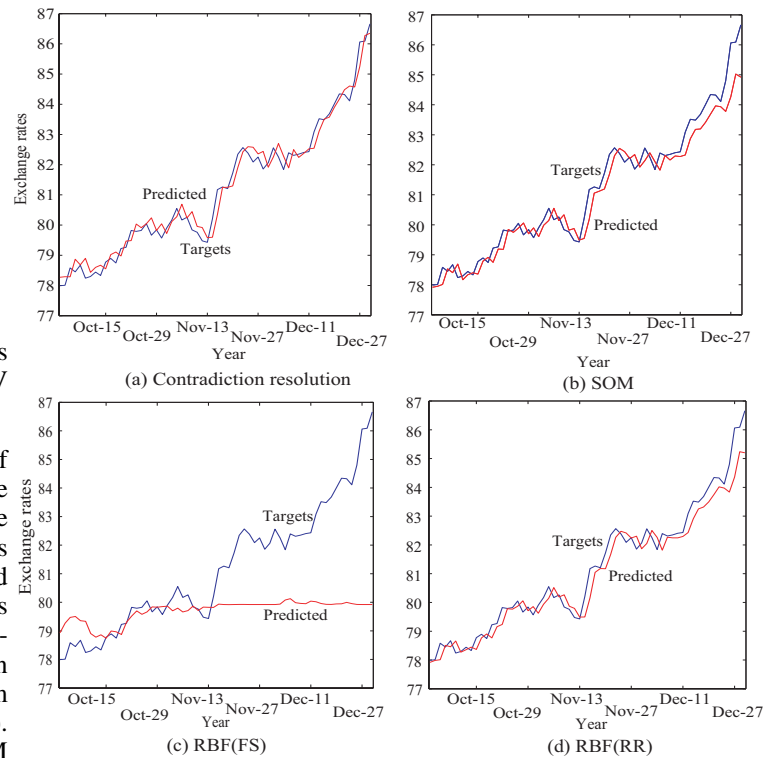 87
86
85
84
83
82
81
80
79
78
77
Exchange rates
Predicted
Targets
Oct-15
Oct-29
Nov-13
Nov-27
Dec-11
Dec-27
Year
(a) Contradiction resolution
87
86
85
84
83
82
81
80
79
78
77
Exchange rates
Targets
Predicted
Oct-15
Oct-29
Nov-13
Nov-27
Dec-11
Dec-27
Year
(b) SOM
s
f
e
e
s
d
s
-
n
n
.
M
87
86
85
84
83
82
81
80
79
78
77
Exchange rates
Targets
Predicted
Oct-15
Oct-29
Nov-13
Nov-27
Dec-11
Dec-27
Year
(c) RBF(FS)
87
86
85
84
83
82
81
80
79
78
77
Targets
Predicted
Oct-15
Oct-29
Nov-13
Nov-27
Dec-11
Dec-27
Year
(d) RBF(RR)